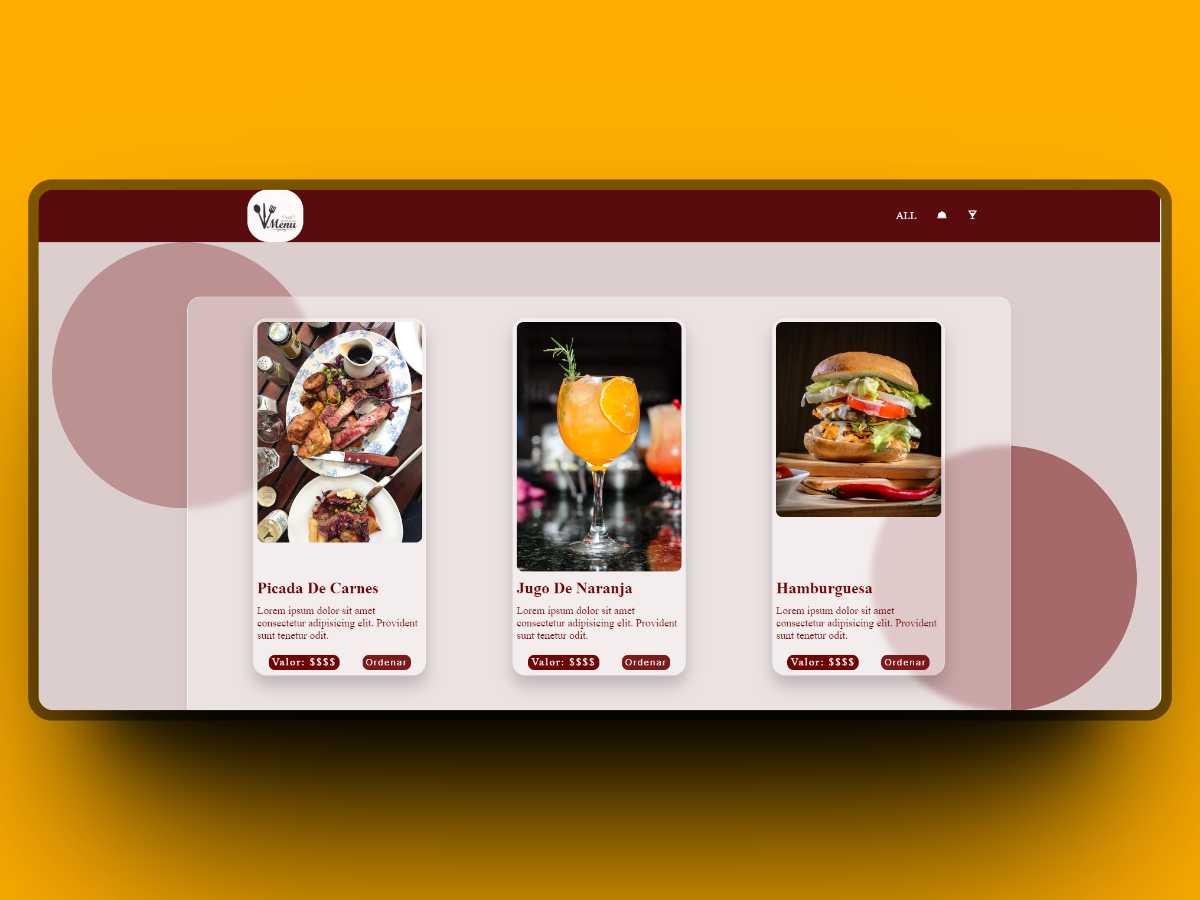 Menu
ALL
Picada De Carnes
Lorem ipsum dolor sit amet
consectetur adipisicing elit. Provident
sunt tenetur odit.
Valor: $$$$ Ordenar
Jugo De Naranja
Lorem ipsum dolor sit amet
consectetur adipisicing elit. Provident
sunt tenetur odit.
Valor: $$$$ Ordenar
Hamburguesa
Lorem ipsum dolor sit amet
consectetur adipisicing elit. Provident
sunt tenetur odit.
Valor: $$$$ Ordenar